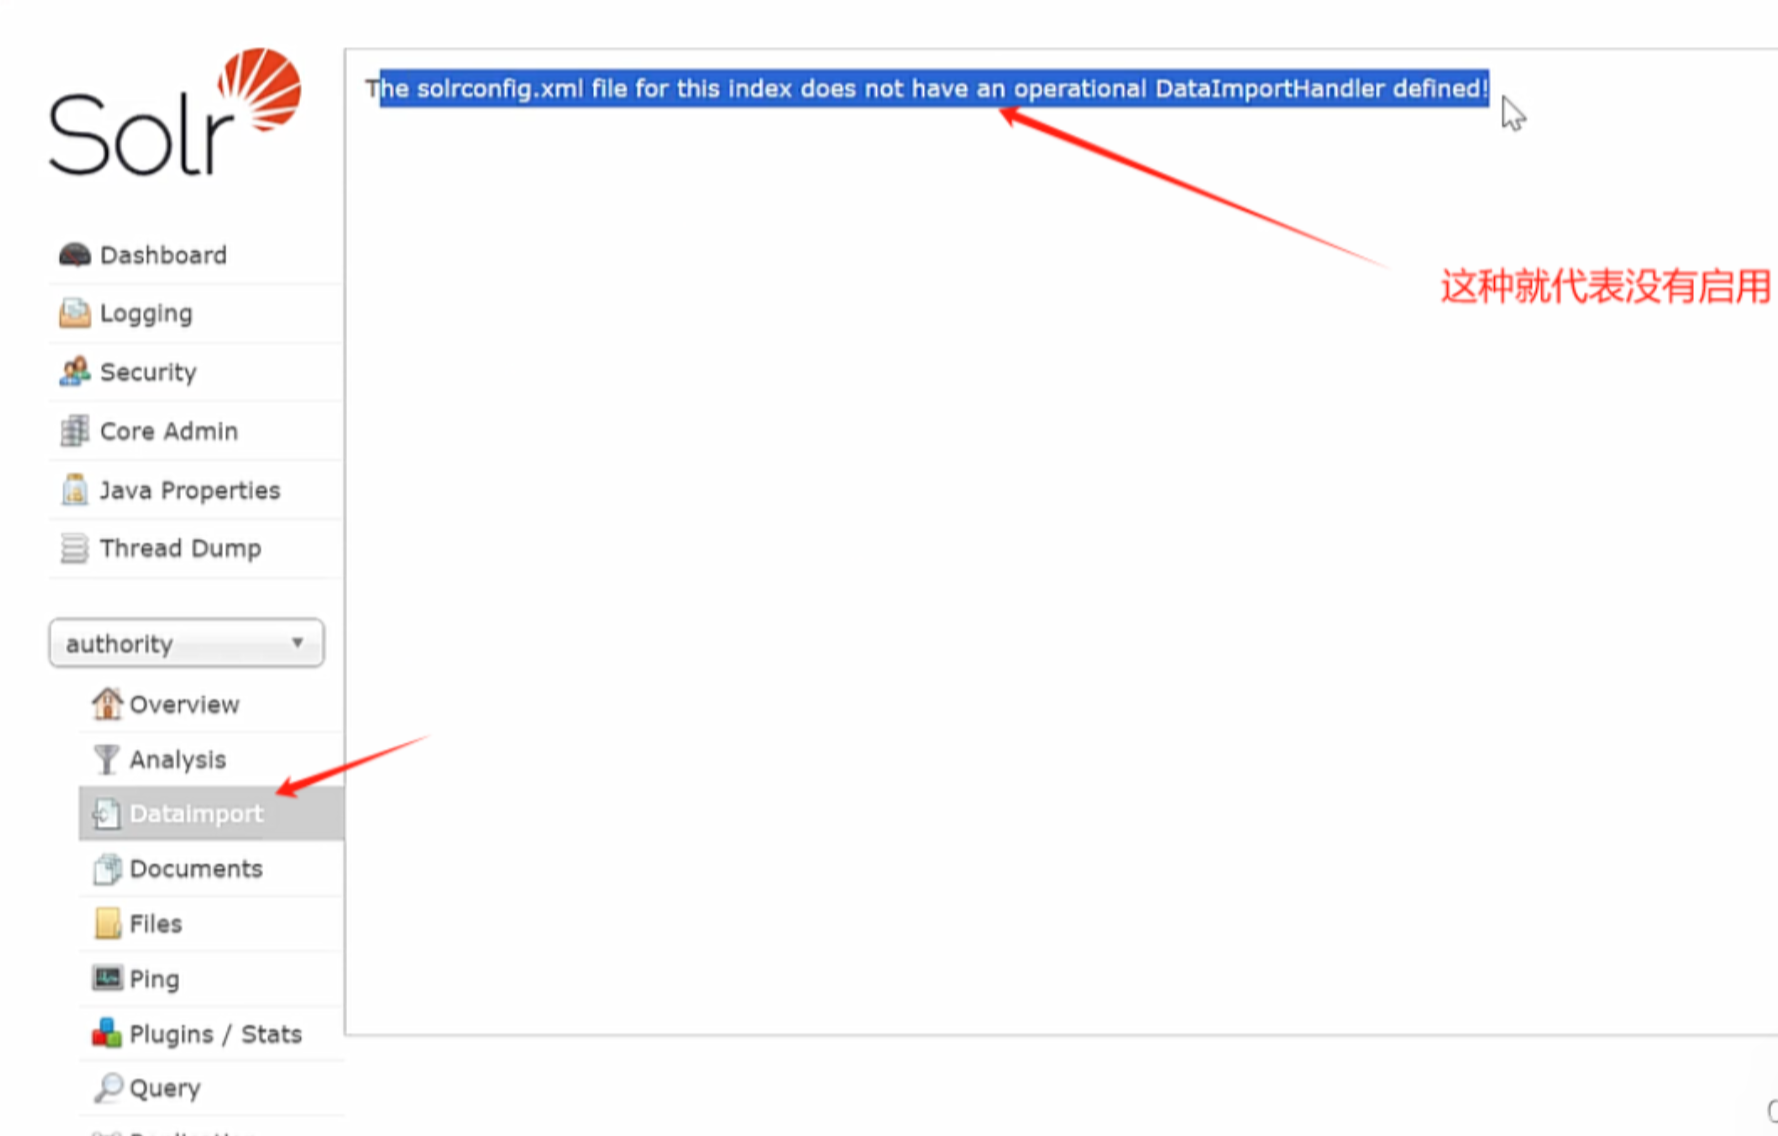 Solr
The solrconfig.xml file for this index does not have an operational DataImportHandler defined!
这种就代表没有启用
Dashboard
Logging
Security
Core Admin
Java Properties
Thread Dump
authority
Overview
Analysis
DataImport
Documents
Files
Ping
Plugins / Stats
Query